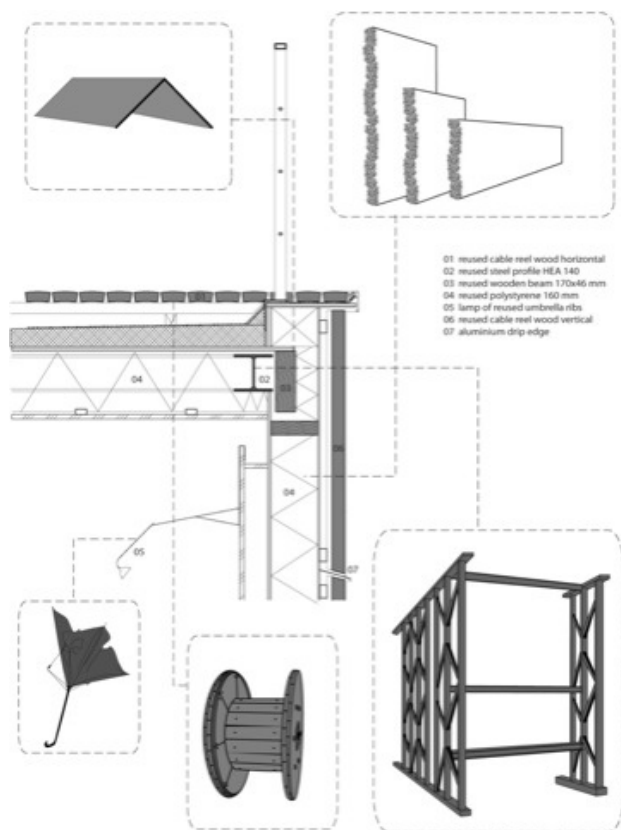 01 reused cable reel wood horizontal
02 reused steel profile HEA 140
03 reused wooden beam 170x46 mm
04 reused polystyrene 160 mm
05 lamp of reused umbrella ribs
06 reused cable reel wood vertical
07 aluminium drip edge
04
02
03
06
04
05
07